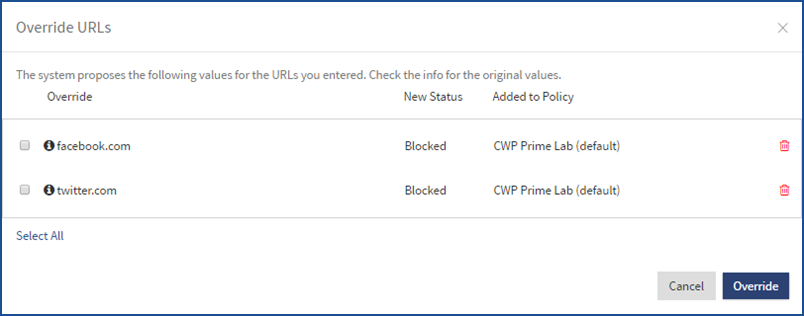 Override URLs
The system proposes the following values for the URLs you entered. Check the info for the original values.
Override New Status Added to Policy
facebook.com Blocked CWP Prime Lab (default)
twitter.com Blocked CWP Prime Lab (default)
Select All
Cancel Override